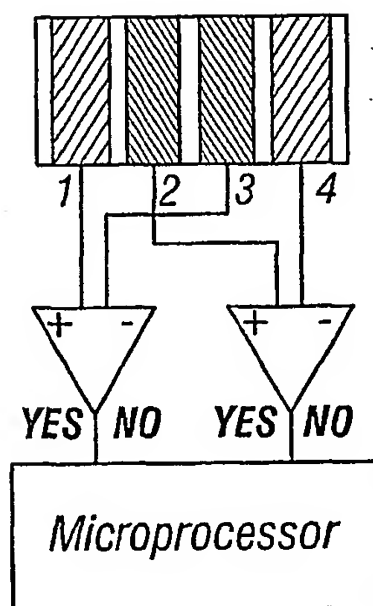 1 2 3 4
+ - + -
YES NO YES NO
Microprocessor